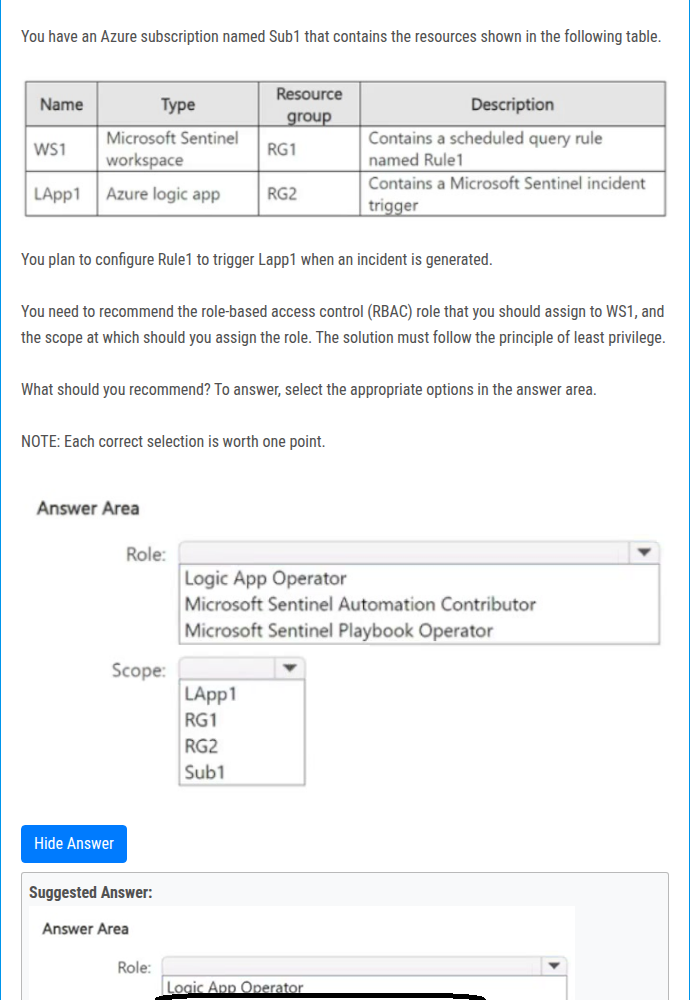 You have an Azure subscription named Sub1 that contains the resources shown in the following table.
Name Type Resource group Description
WS1 Microsoft Sentinel workspace RG1 Contains a scheduled query rule named Rule1
LApp1 Azure logic app RG2 Contains a Microsoft Sentinel incident trigger
You plan to configure Rule1 to trigger Lapp1 when an incident is generated.
You need to recommend the role-based access control (RBAC) role that you should assign to WS1, and
the scope at which should you assign the role. The solution must follow the principle of least privilege.
What should you recommend? To answer, select the appropriate options in the answer area.
NOTE: Each correct selection is worth one point.
Answer Area
Role:
Logic App Operator
Microsoft Sentinel Automation Contributor
Microsoft Sentinel Playbook Operator
Scope:
LApp1
RG1
RG2
Sub1
Hide Answer
Suggested Answer:
Answer Area
Role:
Logic App Operator